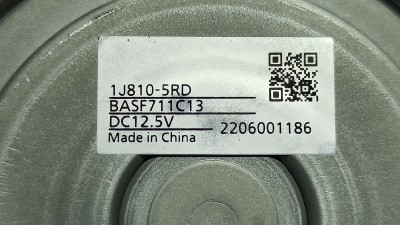 1J810-5RD
BASF711C13
DC12.5V
2206001186
Made in China